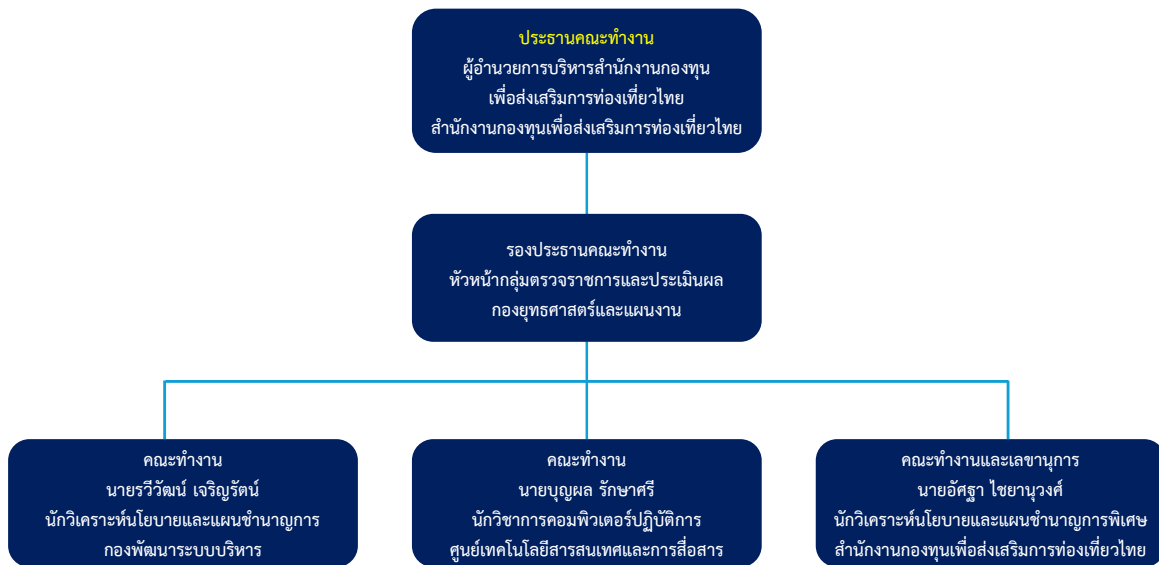 ประธานคณะทำงาน
ผู้อำนวยการบริหารสำนักงานกองทุน
เพื่อส่งเสริมการท่องเที่ยวไทย
สำนักงานกองทุนเพื่อส่งเสริมการท่องเที่ยวไทย
รองประธานคณะทำงาน
หัวหน้ากลุ่มตรวจราชการและประเมินผล
กองยุทธศาสตร์และแผนงาน
คณะทำงาน
นายรวีวัฒน์ เจริญรัตน์
นักวิเคราะห์นโยบายและแผนชำนาญการ
กองพัฒนาระบบบริหาร
คณะทำงาน
นายบุญผล รักษาศรี
นักวิชาการคอมพิวเตอร์ปฏิบัติการ
ศูนย์เทคโนโลยีสารสนเทศและการสื่อสาร
คณะทำงานและเลขานุการ
นายอัศฐา ไชยานุวงศ์
นักวิเคราะห์นโยบายและแผนชำนาญการพิเศษ
สำนักงานกองทุนเพื่อส่งเสริมการท่องเที่ยวไทย